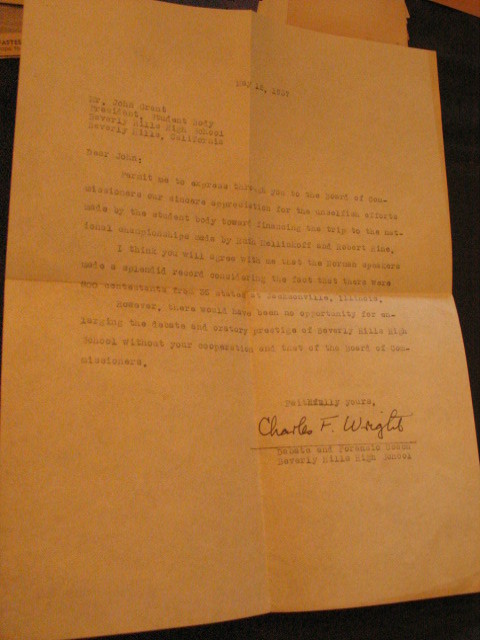 May 12, 1937
Mr. John Grant
President, Student Body
Beverly Hills High School
Beverly Hills, California
Dear John:
Permit me to express through you to the Board of Com-
missioners our sincere appreciation for the unselfish efforts
made by the student body toward financing the trip to the nat-
ional championships made by Ruth and Robert
I think you will agree with me that the Norman speakers
made a splendid record considering the fact that there were
800 contestants from states at Jacksonville, Illinois.
However, there would have been no opportunity for en-
larging the debate and oratory prestige of Beverly Hills High
School without your cooperation and that of the Board of Com-
missioners.
Faithfully yours,
Charles F. Wright
Debate and Forensic Coach
Beverly Hills High School